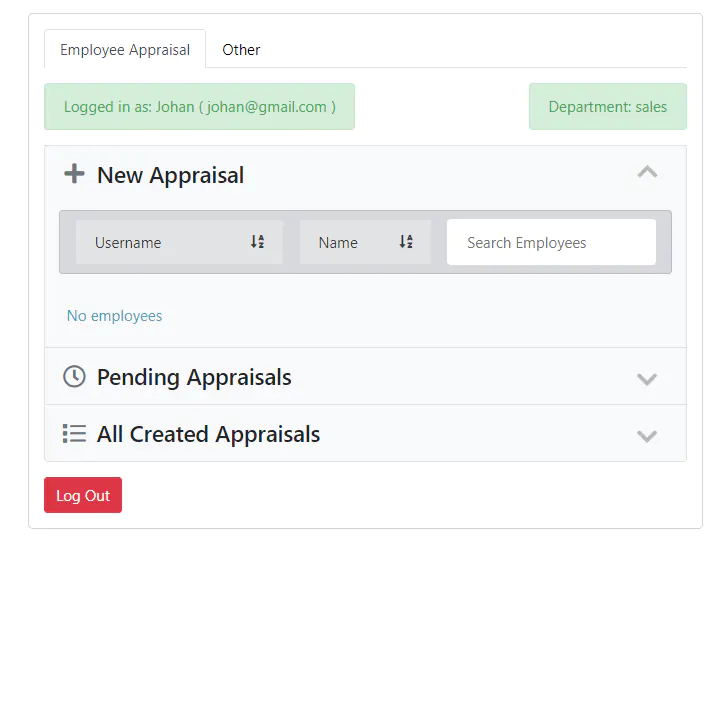 Employee Appraisal
Other
Logged in as: Johan ( johan@gmail.com )
Department: sales
New Appraisal
Username
Name
Search Employees
No employees
Pending Appraisals
All Created Appraisals
Log Out